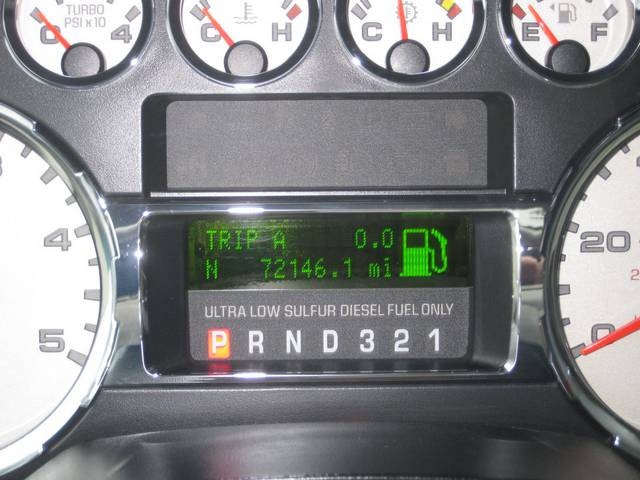 TURBO
PSI x10
0 4
C H
C H
E F
TRIP A 0.0
N 72146.1 mi
ULTRA LOW SULFUR DIESEL FUEL ONLY
P R N D 3 2 1
4
5
20
0